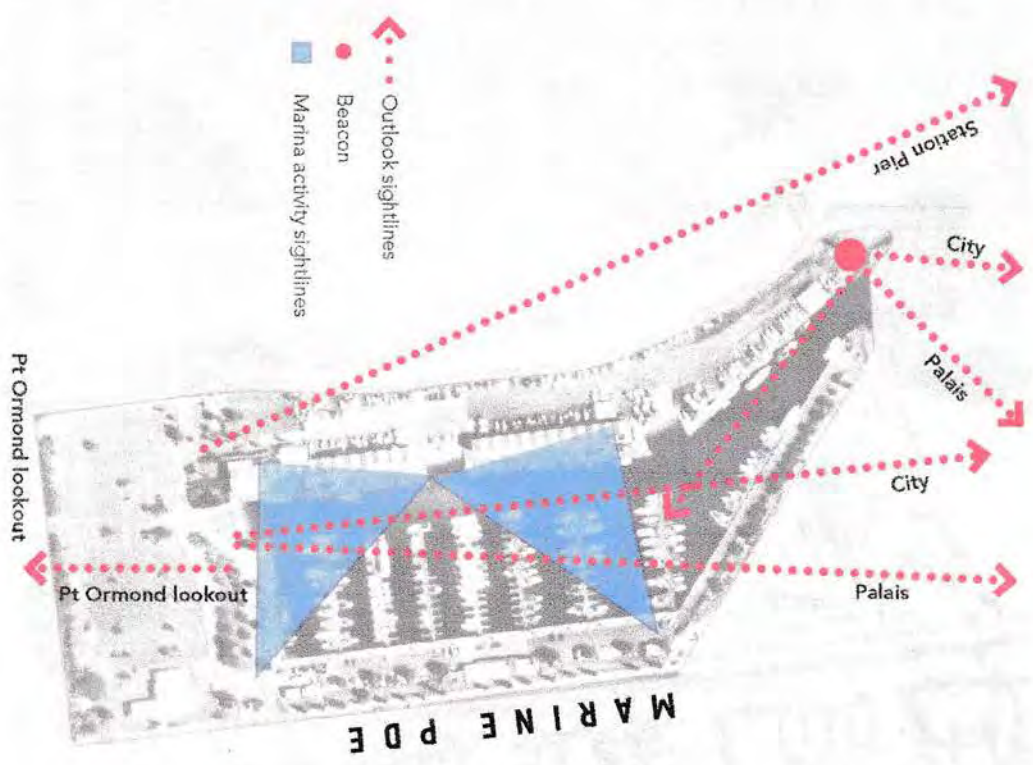 Outlook sightlines
Beacon
Marina activity sightlines
Station Pier
City
Palais
City
Palais
Pt Ormond lookout
Pt Ormond lookout
MARINE PDE